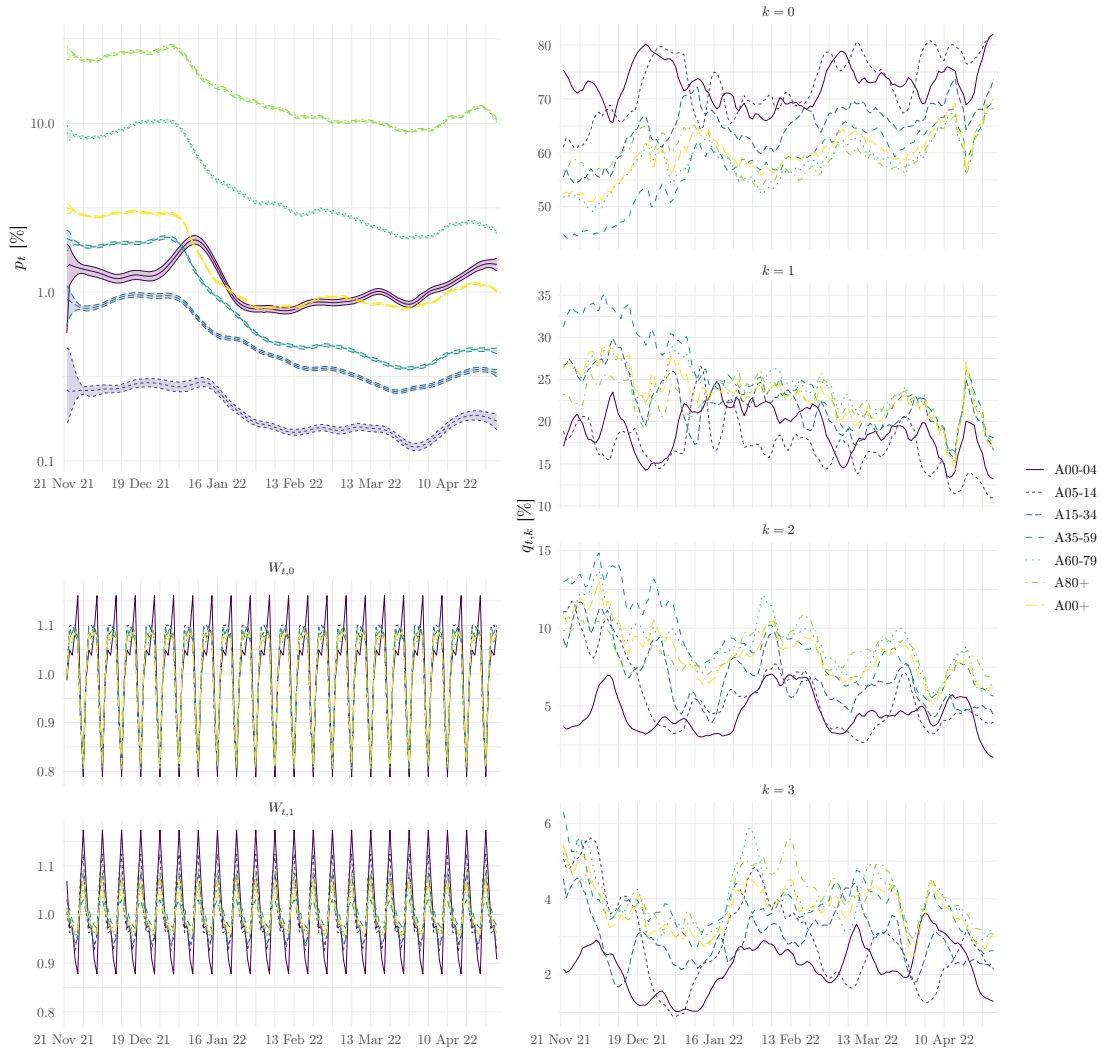 p_t [%]
10.0
1.0
0.1
21 Nov 21 19 Dec 21 16 Jan 22 13 Feb 22 13 Mar 22 10 Apr 22
W_{t,0}
1.1
1.0
0.9
0.8
W_{t,1}
1.1
1.0
0.9
0.8
21 Nov 21 19 Dec 21 16 Jan 22 13 Feb 22 13 Mar 22 10 Apr 22
q_{t,k} [%]
k = 0
80
70
60
50
k = 1
35
30
25
20
15
10
k = 2
15
10
5
k = 3
6
4
2
21 Nov 21 19 Dec 21 16 Jan 22 13 Feb 22 13 Mar 22 10 Apr 22
A00-04
A05-14
A15-34
A35-59
A60-79
A80+
A00+